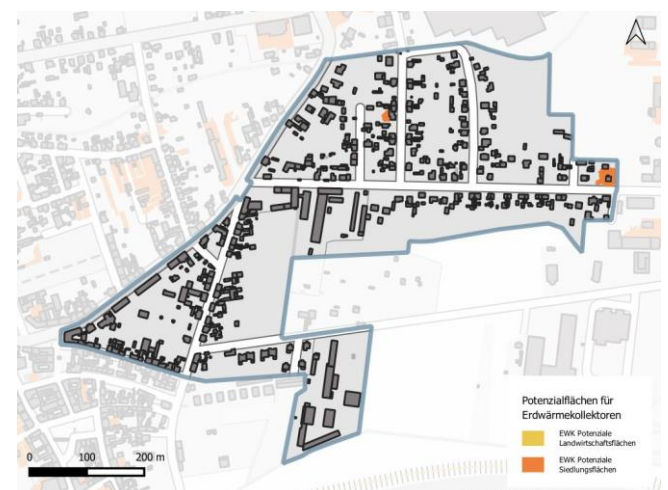 Potenzialflächen für
Erdwärmekollektoren
EWK Potenziale
Landwirtschaftsflächen
EWK Potenziale
Siedlungsflächen
0 100 200 m